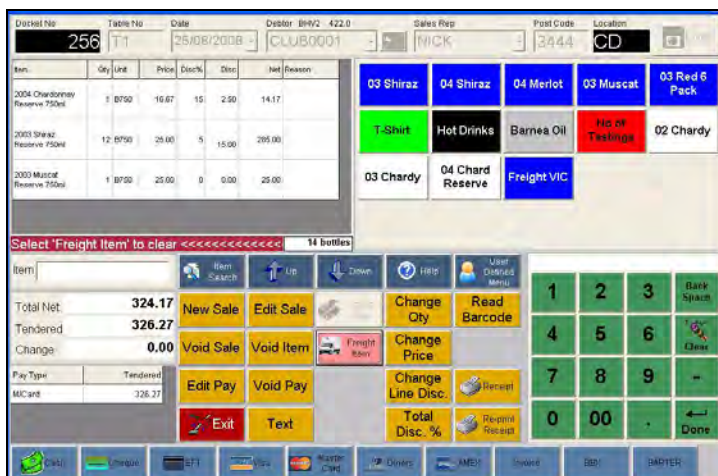 Docket No Table No Date Debtor BHV2 422.0 Sales Rep Post Code Location
256 T1 25/08/2008 CLUB0001 NICK 3444 CD
Item Qty Unit Price Disc% Disc Net Reason
2004 Chardonnay Reserve 750ml 1 B750 16.67 15 2.50 14.17
2003 Shiraz Reserve 750ml 12 B750 25.00 5 15.00 285.00
2003 Muscat Reserve 750ml 1 B750 25.00 0 0.00 25.00
03 Shiraz 04 Shiraz 04 Merlot 03 Muscat 03 Red 6 Pack
T-Shirt Hot Drinks Barnea Oil No of Tastings 02 Chardy
03 Chardy 04 Chard Reserve Freight VIC
Select 'Freight Item' to clear <<<<<<<<<<<<< 14 bottles
Item Item Search Up Down Help User Defined Menu
Total Net 324.17
Tendered 326.27
Change 0.00
Pay Type Tendered
M/Card 326.27
New Sale Edit Sale Change Qty Read Barcode
Void Sale Void Item Freight Item Change Price
Edit Pay Void Pay Change Line Disc. Receipt
Exit Text Total Disc. % Reprint Receipt
1 2 3 Back Space
4 5 6 Clear
7 8 9 -
0 00 . Done
Cash Cheque EFT Visa Master Card Diners AMEX Invoice BARTER